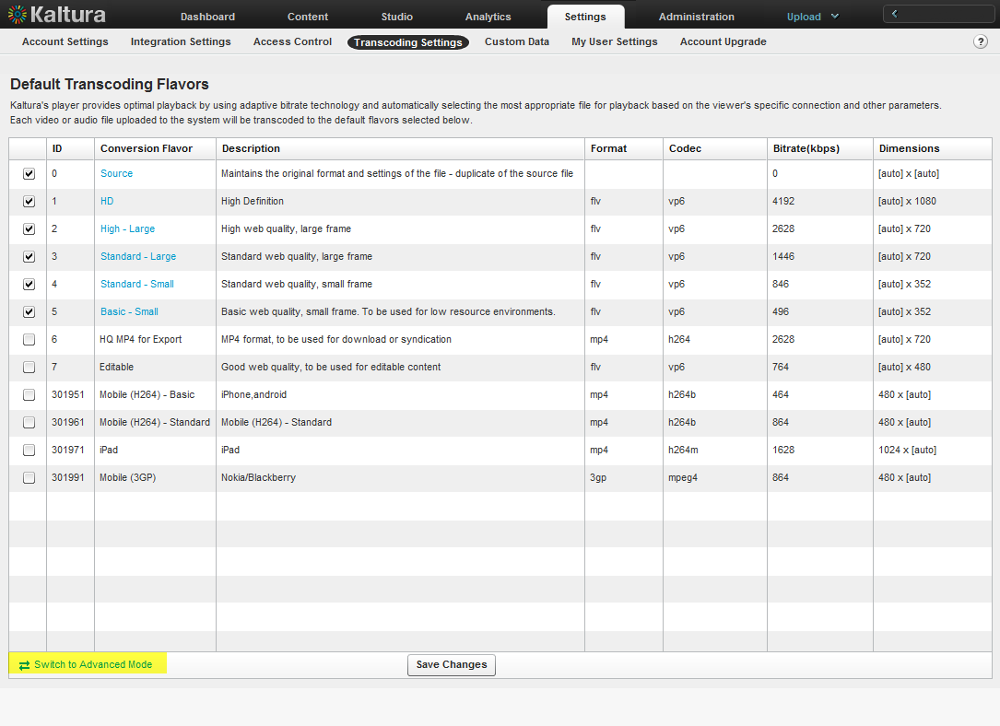 Kaltura
Dashboard Content Studio Analytics Settings Administration Upload
Account Settings Integration Settings Access Control Transcoding Settings Custom Data My User Settings Account Upgrade ?
Default Transcoding Flavors
Kaltura's player provides optimal playback by using adaptive bitrate technology and automatically selecting the most appropriate file for playback based on the viewer's specific connection and other parameters.
Each video or audio file uploaded to the system will be transcoded to the default flavors selected below.
ID Conversion Flavor Description Format Codec Bitrate(kbps) Dimensions
0 Source Maintains the original format and settings of the file - duplicate of the source file 0 [auto] x [auto]
1 HD High Definition flv vp6 4192 [auto] x 1080
2 High - Large High web quality, large frame flv vp6 2628 [auto] x 720
3 Standard - Large Standard web quality, large frame flv vp6 1446 [auto] x 720
4 Standard - Small Standard web quality, small frame flv vp6 846 [auto] x 352
5 Basic - Small Basic web quality, small frame. To be used for low resource environments. flv vp6 496 [auto] x 352
6 HQ MP4 for Export MP4 format, to be used for download or syndication mp4 h264 2628 [auto] x 720
7 Editable Good web quality, to be used for editable content flv vp6 764 [auto] x 480
301951 Mobile (H264) - Basic iPhone,android mp4 h264b 464 480 x [auto]
301961 Mobile (H264) - Standard Mobile (H264) - Standard mp4 h264b 864 480 x [auto]
301971 iPad iPad mp4 h264m 1628 1024 x [auto]
301991 Mobile (3GP) Nokia/Blackberry 3gp mpeg4 864 480 x [auto]
Switch to Advanced Mode Save Changes